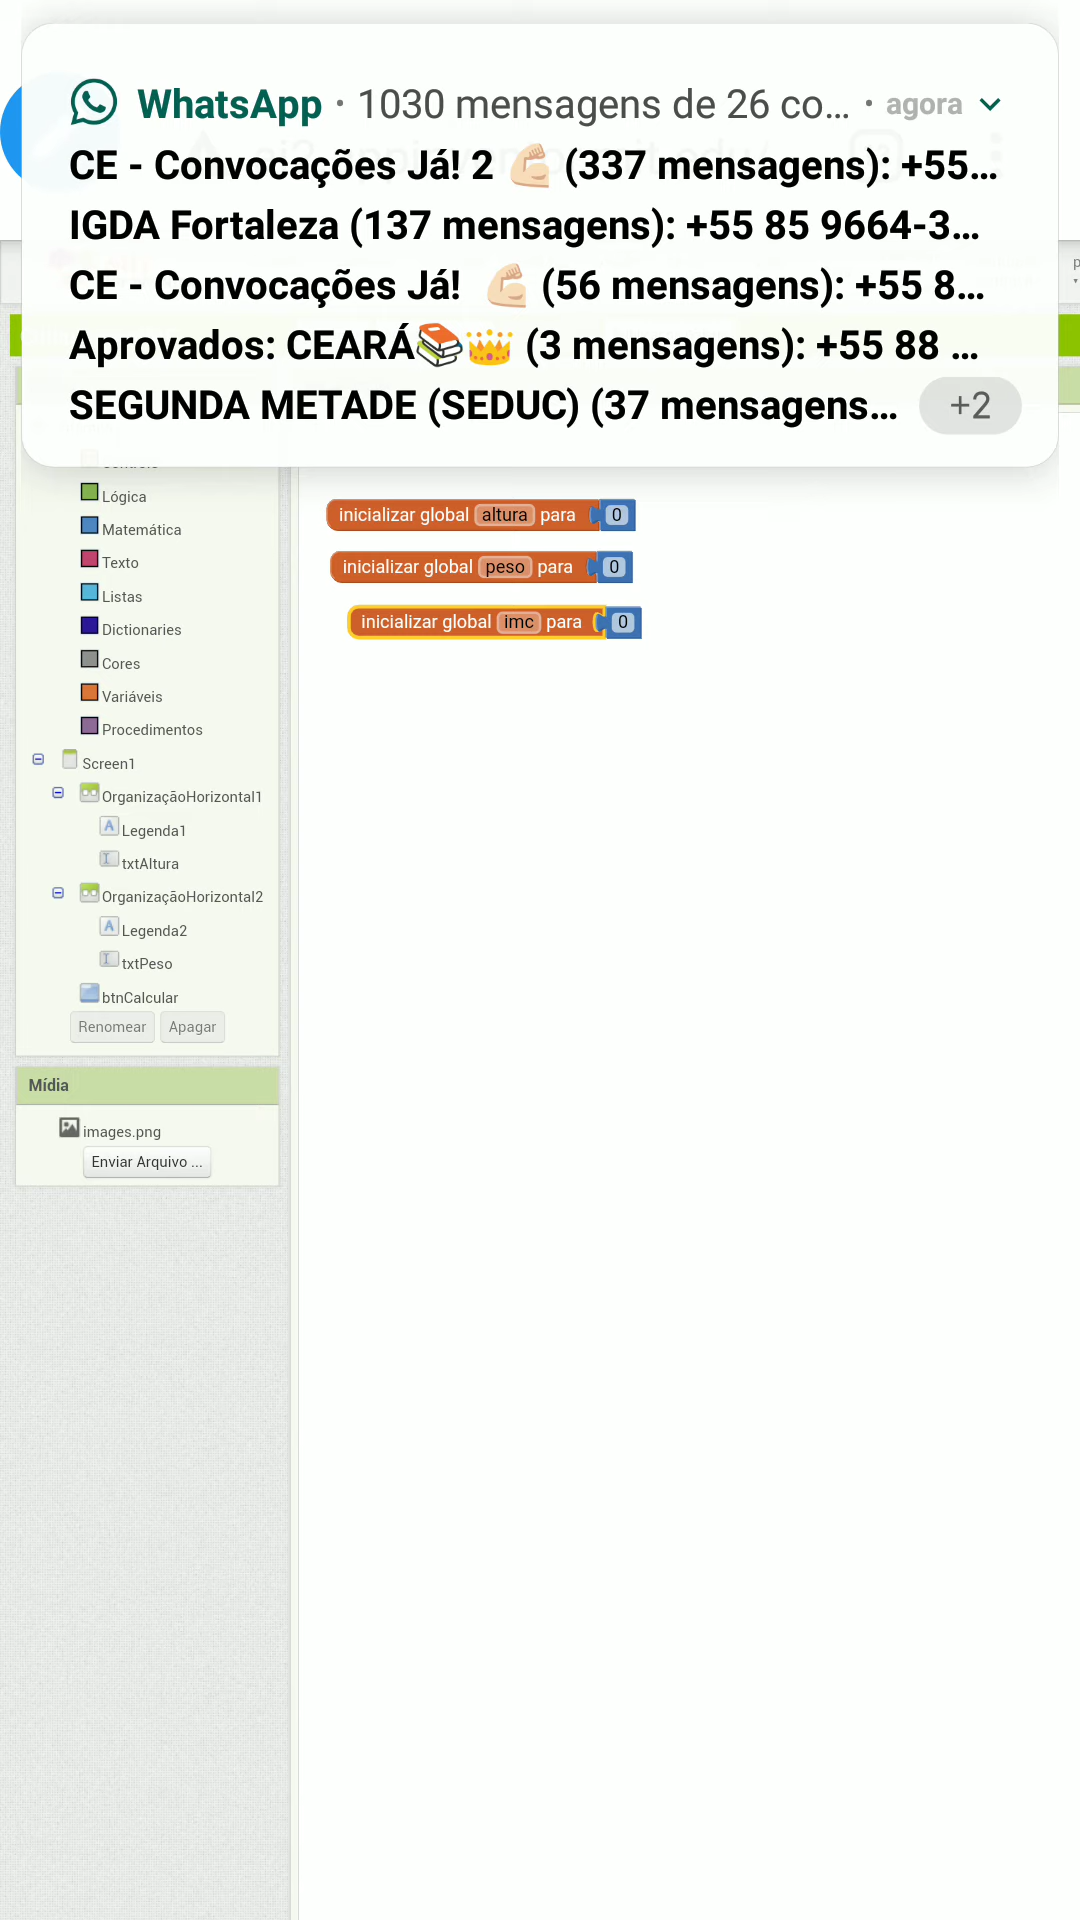 WhatsApp · 1030 mensagens de 26 co... · agora
CE - Convocações Já! 2 💪🏻 (337 mensagens): +55...
IGDA Fortaleza (137 mensagens): +55 85 9664-3...
CE - Convocações Já! 💪🏻 (56 mensagens): +55 8...
Aprovados: CEARÁ📚👑 (3 mensagens): +55 88 ...
SEGUNDA METADE (SEDUC) (37 mensagens... +2
Lógica
Matemática
Texto
Listas
Dictionaries
Cores
Variáveis
Procedimentos
Screen1
OrganizaçãoHorizontal1
Legenda1
txtAltura
OrganizaçãoHorizontal2
Legenda2
txtPeso
btnCalcular
Renomear Apagar
Mídia
images.png
Enviar Arquivo ...
inicializar global altura para 0
inicializar global peso para 0
inicializar global imc para 0